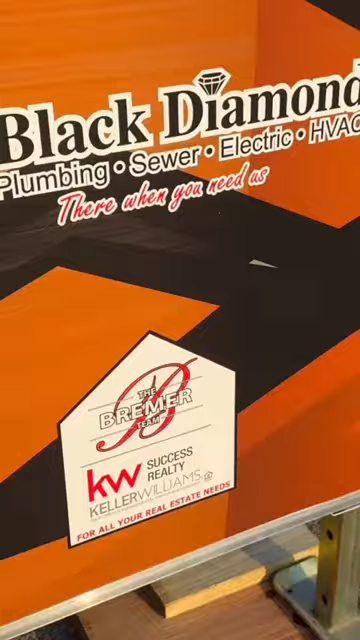 Black Diamond
Plumbing • Sewer • Electric • HVAC
There when you need us
THE
BREMER
TEAM
B
kw SUCCESS
REALTY
KELLERWILLIAMS
FOR ALL YOUR REAL ESTATE NEEDS